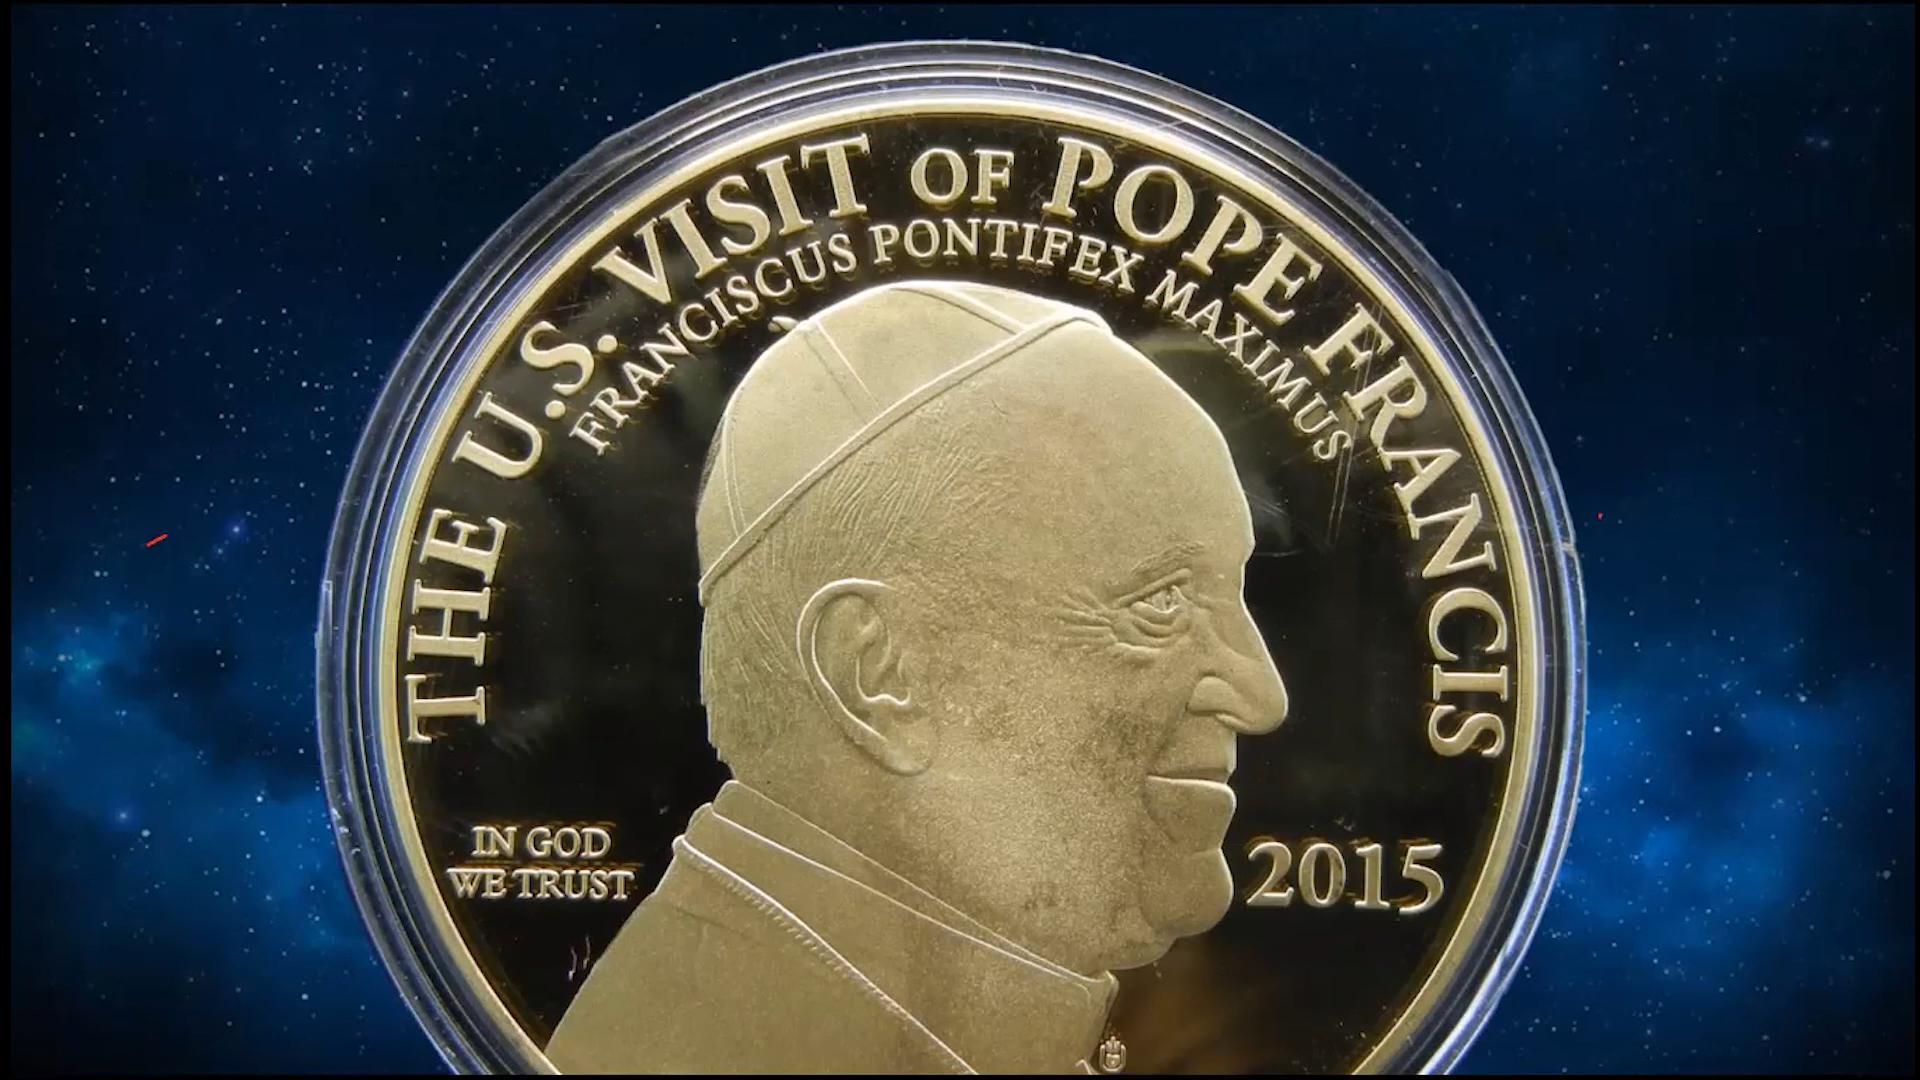 THE U.S. VISIT OF POPE FRANCIS
FRANCISCUS PONTIFEX MAXIMUS
IN GOD
WE TRUST
2015